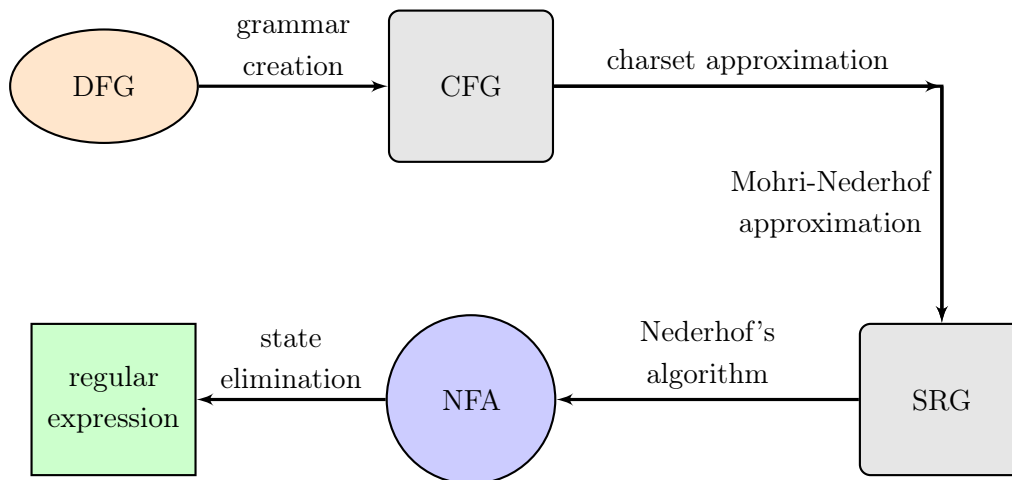 DFG
grammar
creation
CFG
charset approximation
Mohri-Nederhof
approximation
SRG
Nederhof's
algorithm
NFA
state
elimination
regular
expression